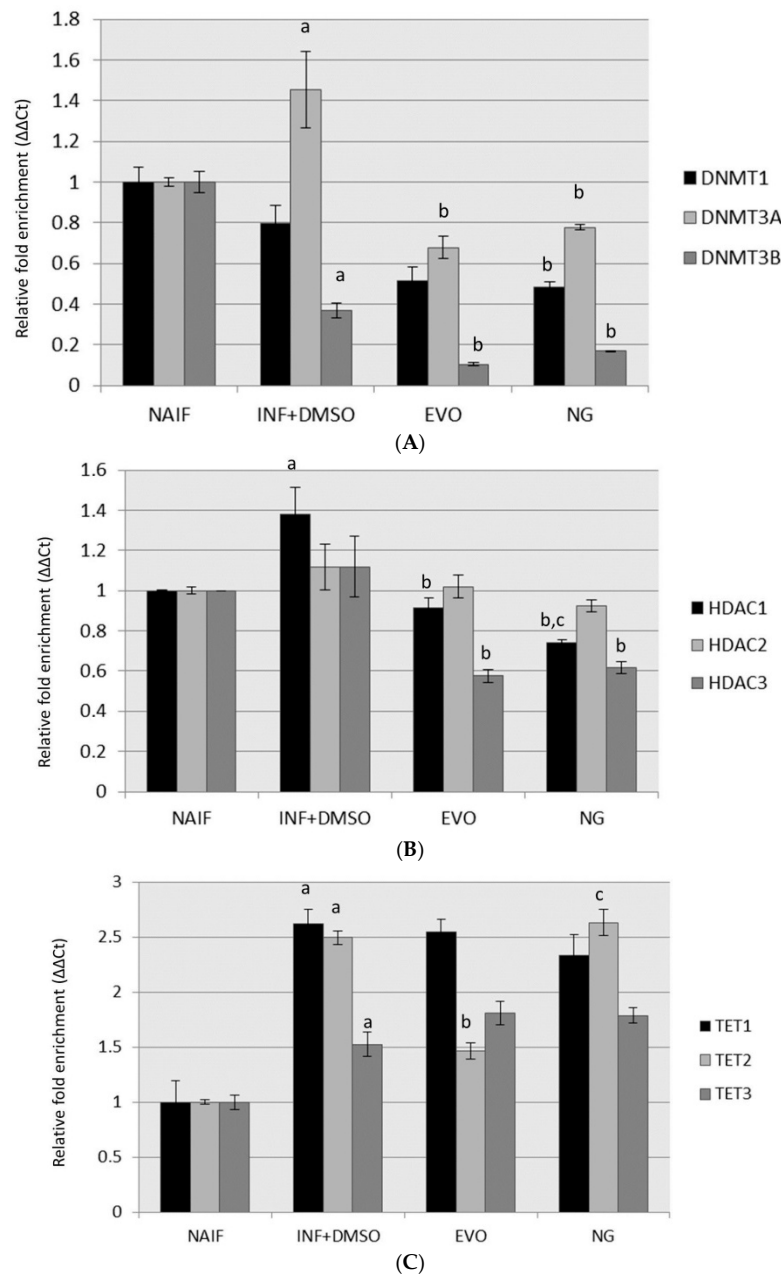 1.8
a
1.6
1.4
1.2
1
0.8
0.6
0.4
0.2
0
Relative fold enrichment (ΔΔCt)
a
b
b
b
b
b
NAIF INF+DMSO EVO NG
DNMT1
DNMT3A
DNMT3B
(A)
1.6
1.4
1.2
1
0.8
0.6
0.4
0.2
0
Relative fold enrichment (ΔΔCt)
a
b
b
b,c
b
NAIF INF+DMSO EVO NG
HDAC1
HDAC2
HDAC3
(B)
3
2.5
2
1.5
1
0.5
0
Relative fold enrichment (ΔΔCt)
a
a
a
b
c
NAIF INF+DMSO EVO NG
TET1
TET2
TET3
(C)